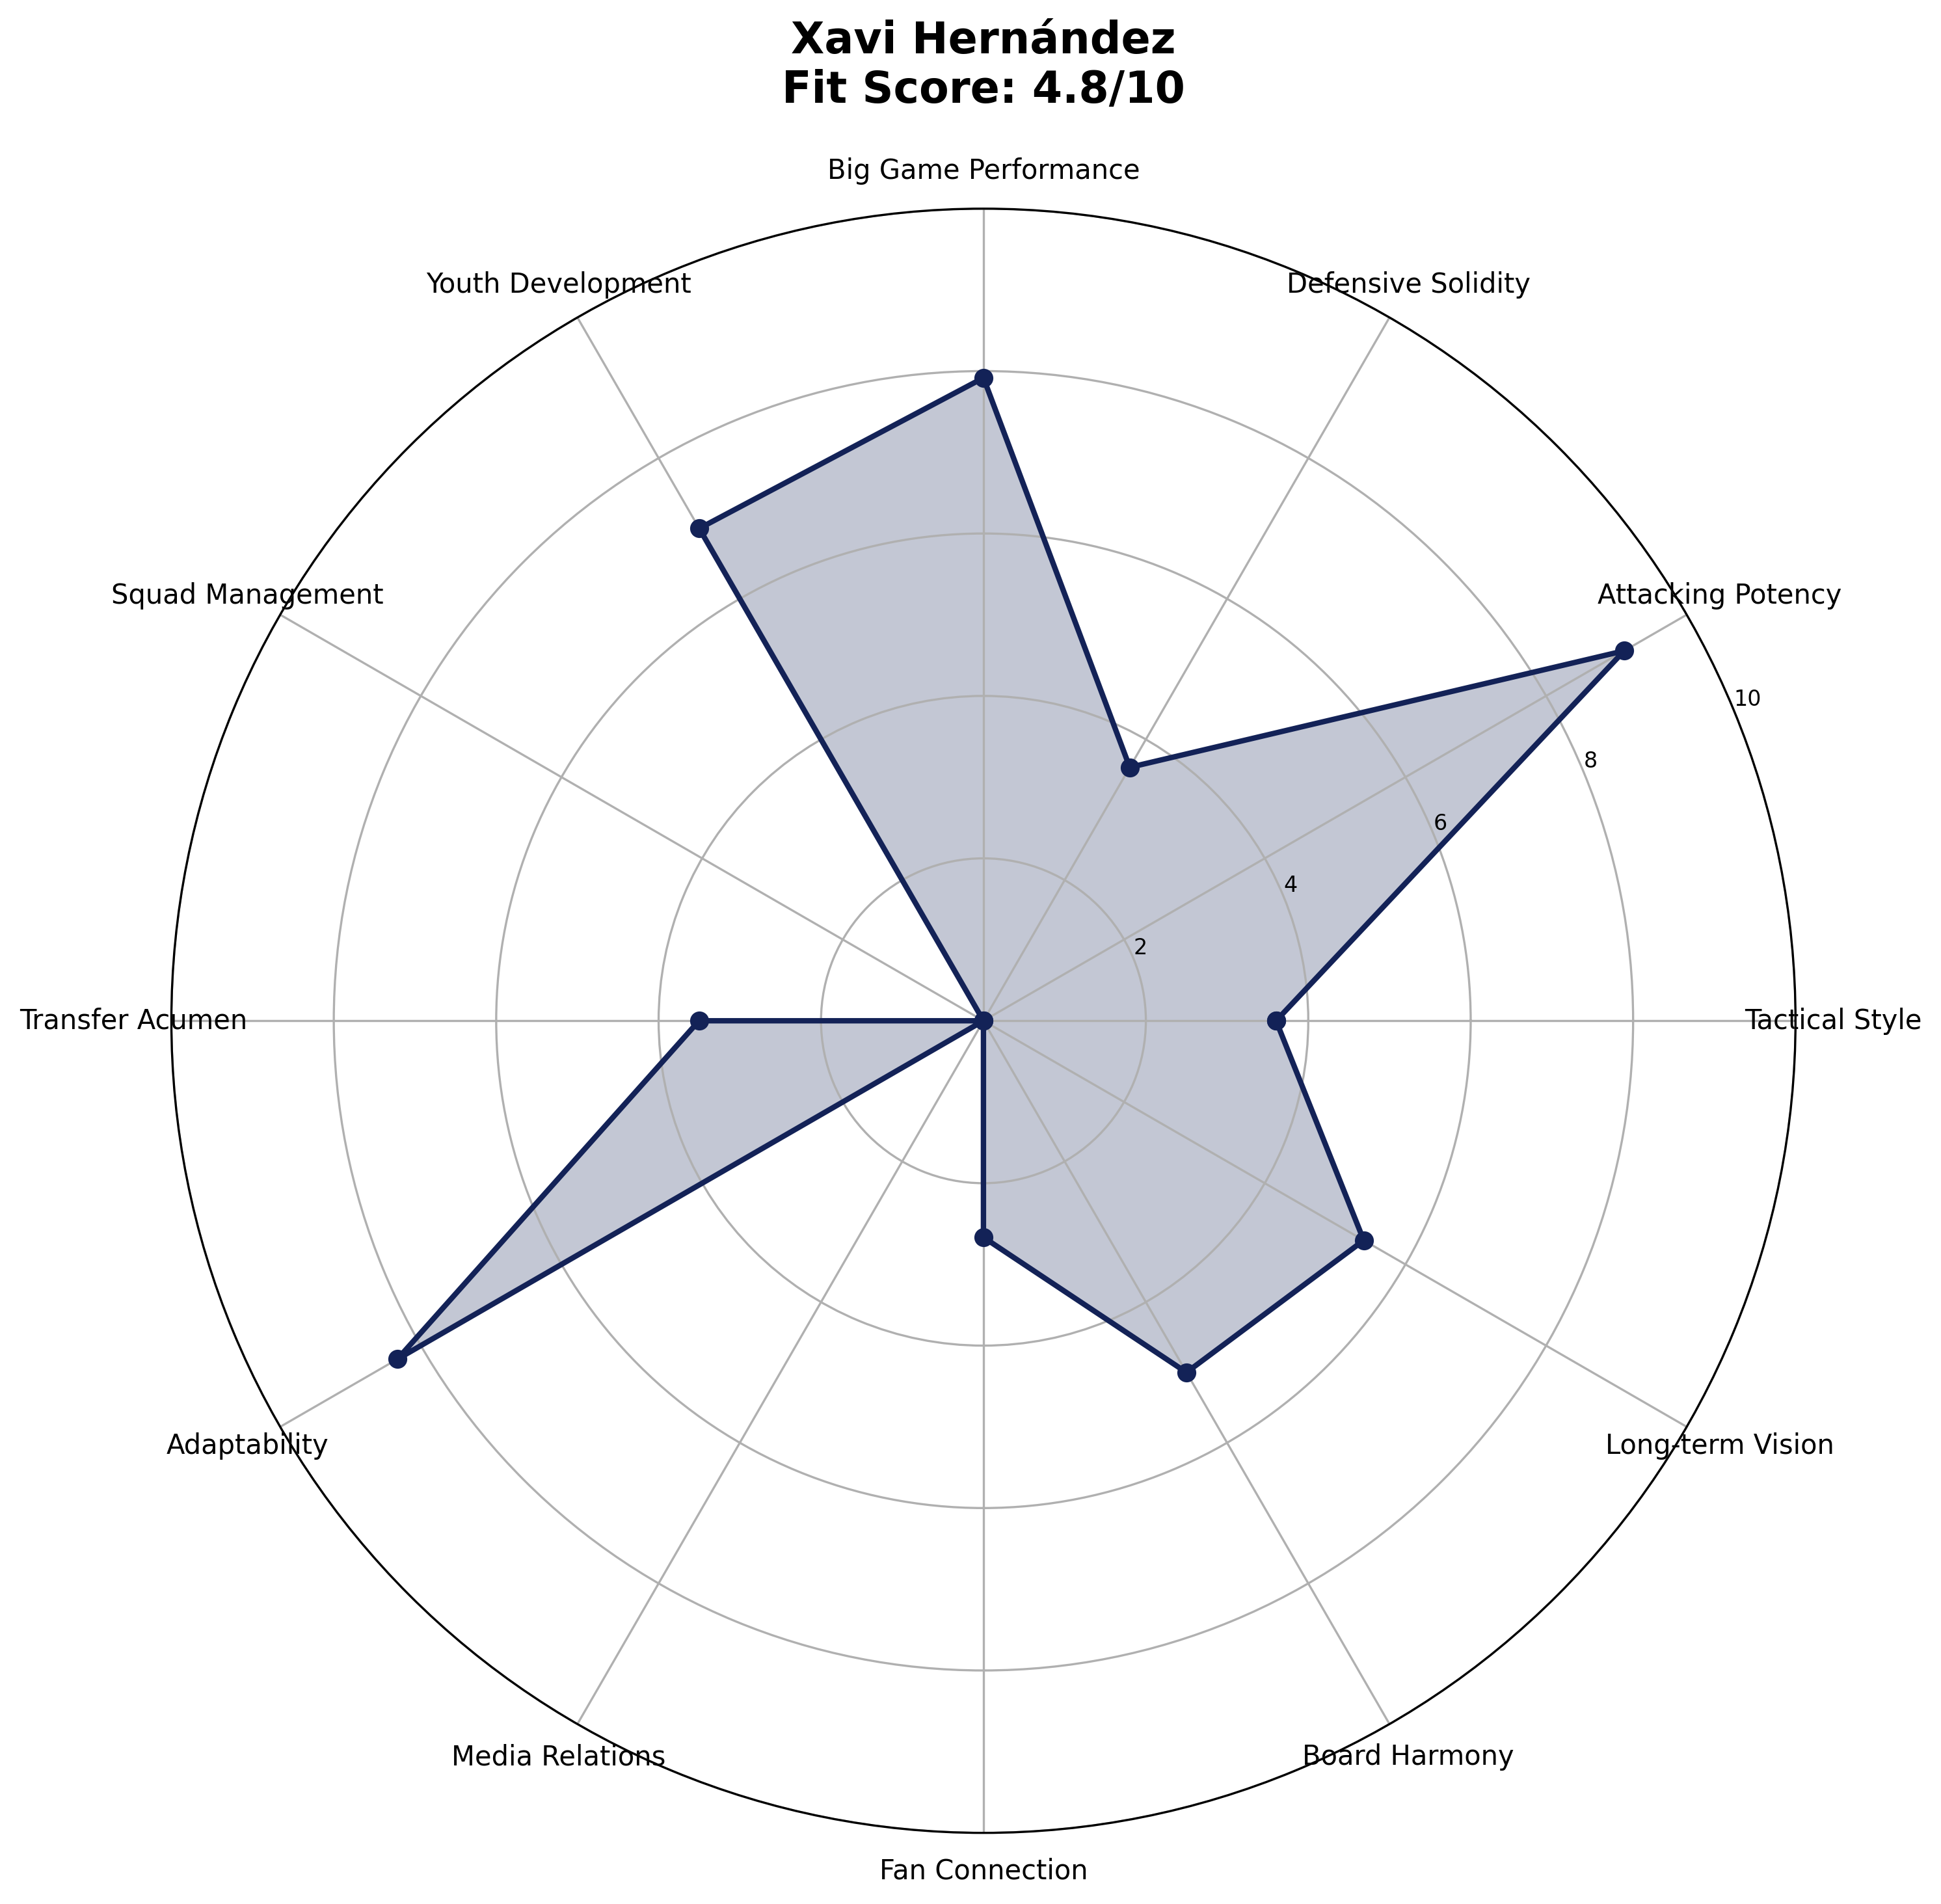 Xavi Hernández
Fit Score: 4.8/10
Big Game Performance
Youth Development
Defensive Solidity
Squad Management
Attacking Potency
10
8
6
4
2
Transfer Acumen
Tactical Style
Adaptability
Long-term Vision
Media Relations
Board Harmony
Fan Connection